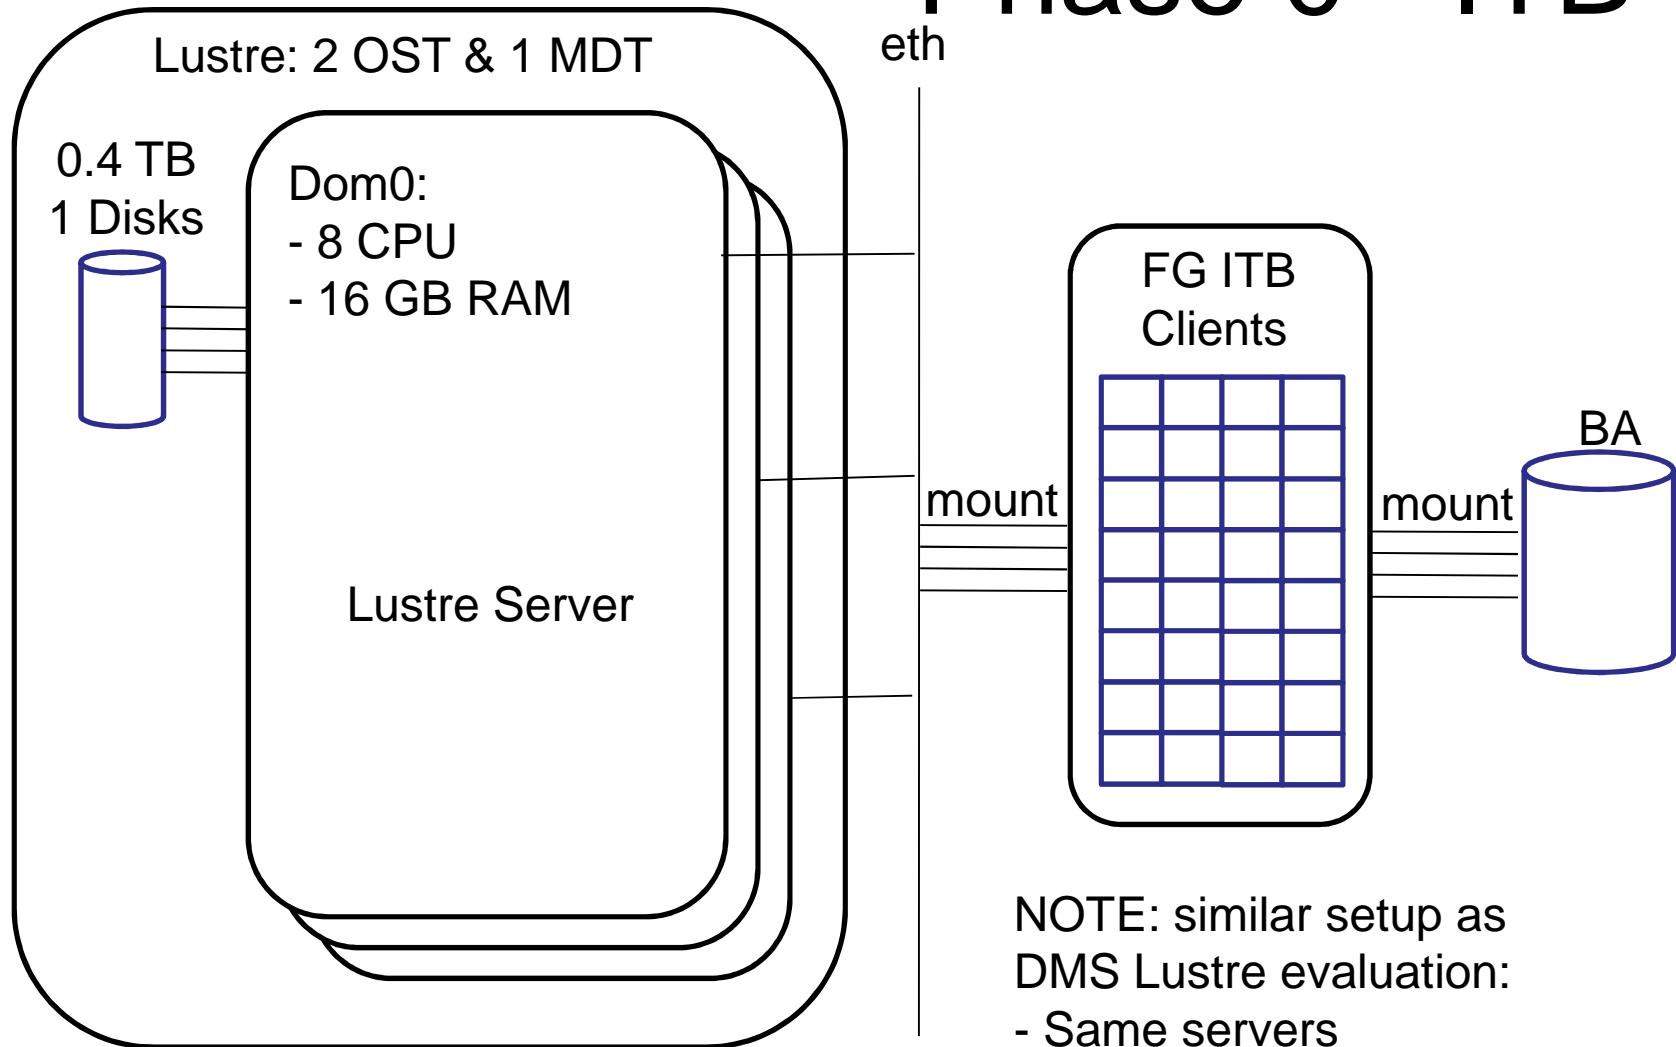 Lustre: 2 OST & 1 MDT
eth
0.4 TB
1 Disks
Dom0:
- 8 CPU
- 16 GB RAM
Lustre Server
mount
FG ITB
Clients
mount
BA
NOTE: similar setup as
DMS Lustre evaluation:
- Same servers